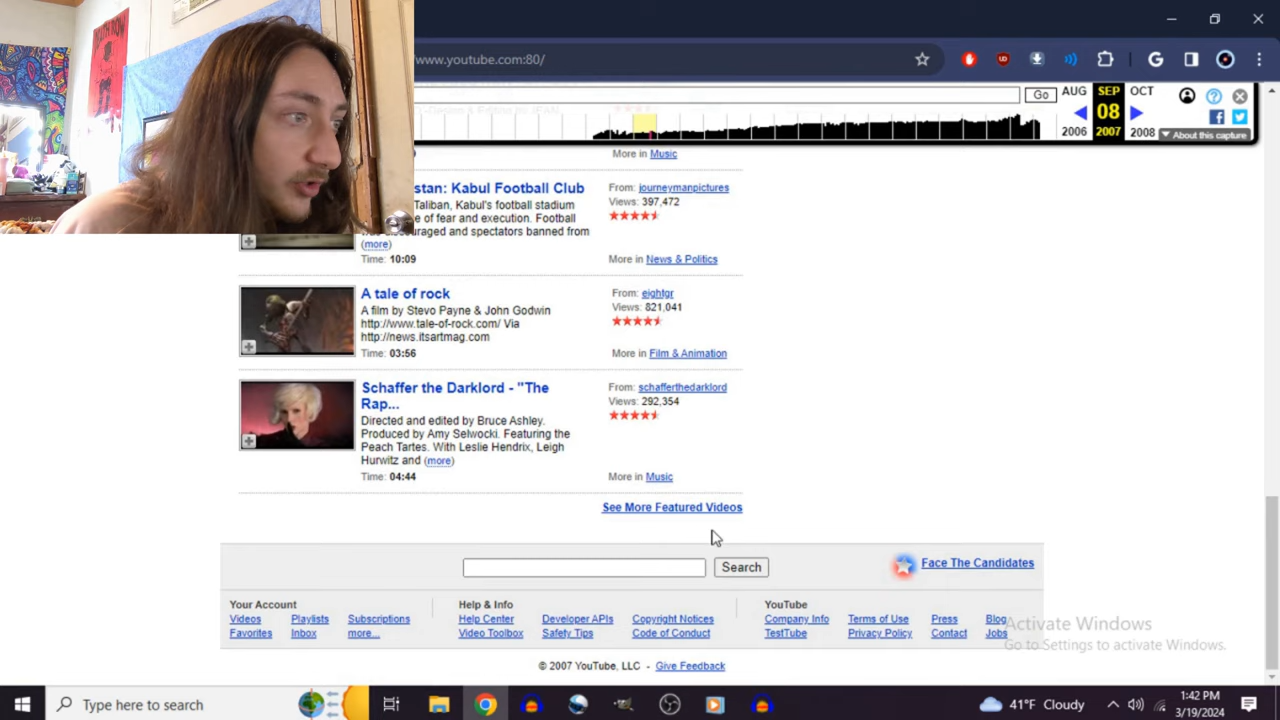 www.youtube.com:80/
Go
AUG SEP OCT
08
2006 2007 2008
About this capture
More in Music
stan: Kabul Football Club
Taliban, Kabul's football stadium
e of fear and execution. Football
uraged and spectators banned from
(more)
Time: 10:09
From: journeymanpictures
Views: 397,472
More in News & Politics
A tale of rock
A film by Stevo Payne & John Godwin
http://www.tale-of-rock.com/ Via
http://news.itsartmag.com
Time: 03:56
From: eightgr
Views: 821,041
More in Film & Animation
Schaffer the Darklord - "The
Rap...
Directed and edited by Bruce Ashley.
Produced by Amy Selwocki. Featuring the
Peach Tartes. With Leslie Hendrix, Leigh
Hurwitz and (more)
Time: 04:44
From: schafferthedarklord
Views: 292,354
More in Music
See More Featured Videos
Search
Face The Candidates
Your Account
Videos Playlists Subscriptions
Favorites Inbox more...
Help & Info
Help Center Developer APIs Copyright Notices
Video Toolbox Safety Tips Code of Conduct
YouTube
Company Info Terms of Use Press Blog
TestTube Privacy Policy Contact Jobs
Activate Windows
Go to Settings to activate Windows.
© 2007 YouTube, LLC - Give Feedback
Type here to search
41°F Cloudy
1:42 PM
3/19/2024